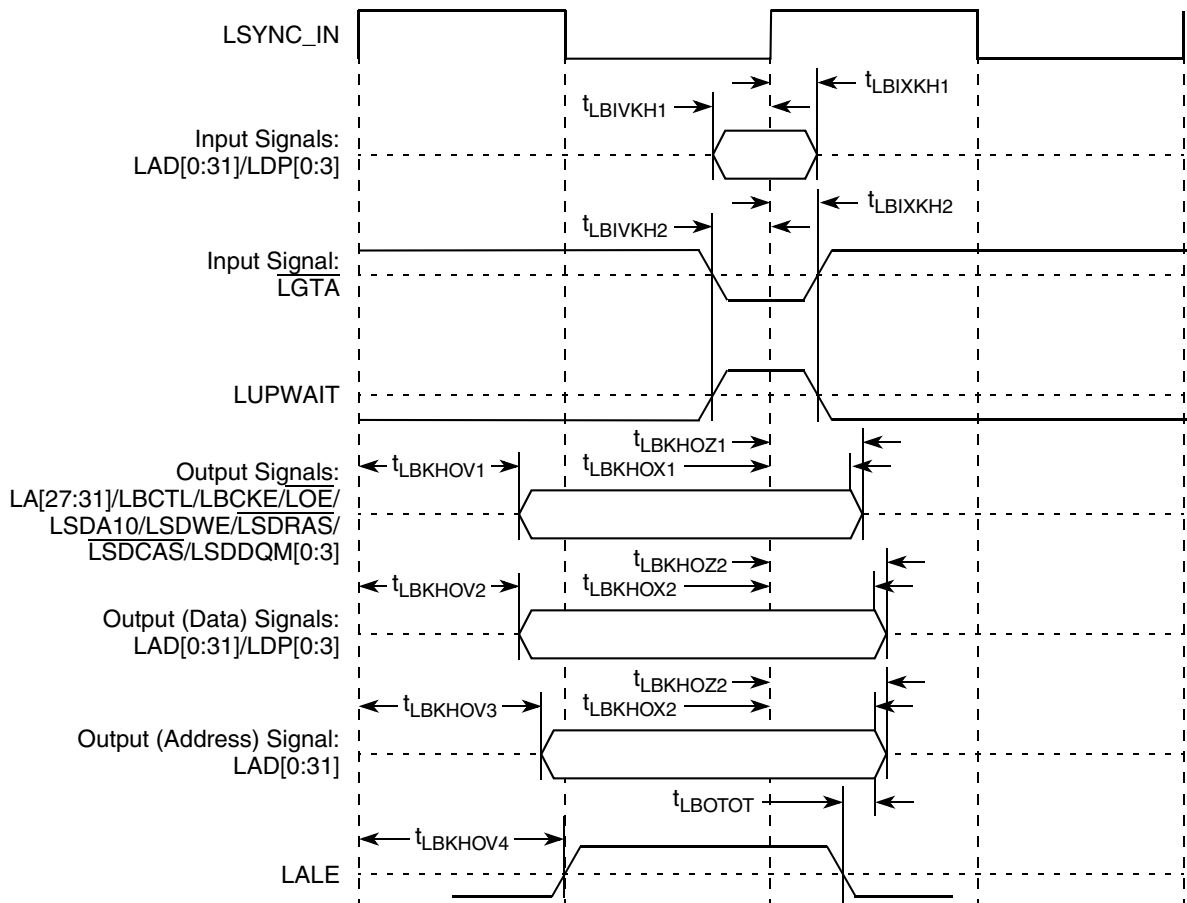 LSYNC_IN
tLBIXKH1
tLBIVKH1
Input Signals:
LAD[0:31]/LDP[0:3]
tLBIXKH2
tLBIVKH2
Input Signal:
LGTA
LUPWAIT
tLBKHOZ1
tLBKHOV1
tLBKHOX1
Output Signals:
LA[27:31]/LBCTL/LBCKE/LOE/
LSDA10/LSDWE/LSDRAS/
LSDCAS/LSDDQM[0:3]
tLBKHOZ2
tLBKHOV2
tLBKHOX2
Output (Data) Signals:
LAD[0:31]/LDP[0:3]
tLBKHOZ2
tLBKHOV3
tLBKHOX2
Output (Address) Signal:
LAD[0:31]
tLBOTOT
tLBKHOV4
LALE